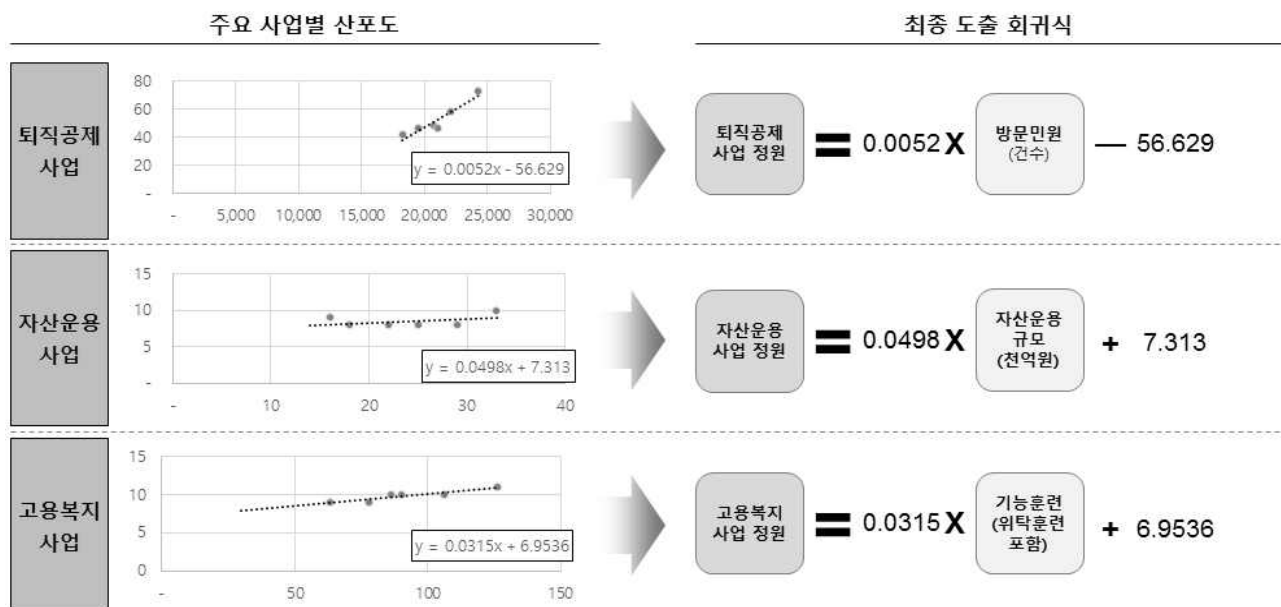 주요 사업별 산포도
최종 도출 회귀식
퇴직공제
사업
80
60
40
20
-
-
5,000
10,000
15,000
20,000
25,000
30,000
y = 0.0052x - 56.629
퇴직공제
사업 정원
= 0.0052 X
방문민원
(건수)
— 56.629
자산운용
사업
15
10
5
-
-
10
20
30
40
y = 0.0498x + 7.313
자산운용
사업 정원
= 0.0498 X
자산운용
규모
(천억원)
+ 7.313
고용복지
사업
15
10
5
0
-
50
100
150
y = 0.0315x + 6.9536
고용복지
사업 정원
= 0.0315 X
기능훈련
(위탁훈련
포함)
+ 6.9536